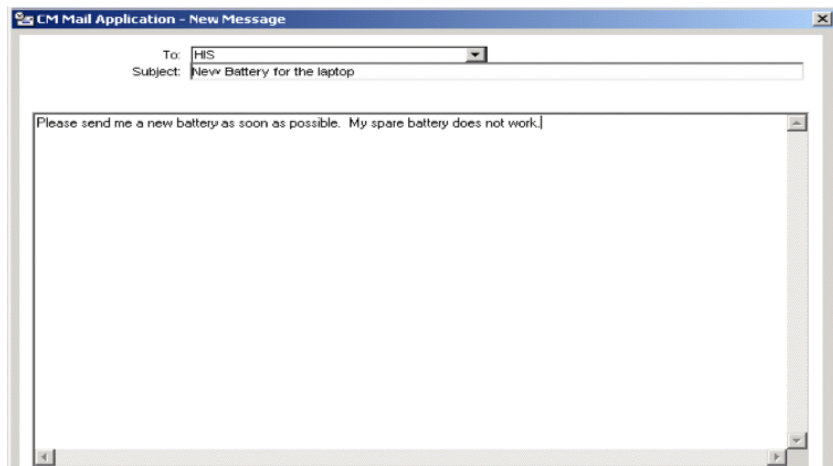 CM Mail Application - New Message
To: HIS
Subject: New Battery for the laptop
Please send me a new battery as soon as possible. My spare battery does not work.